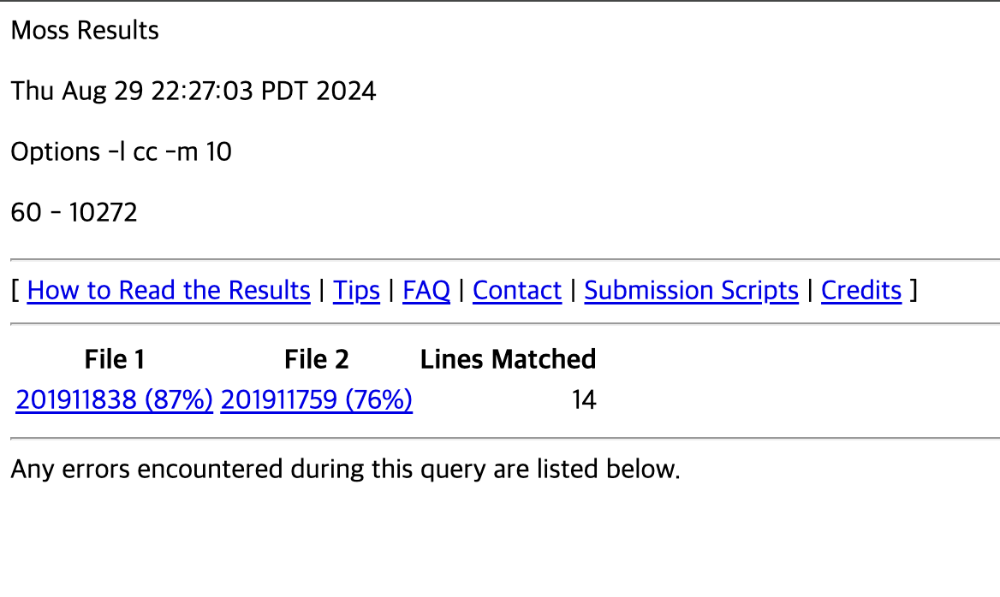 Moss Results
Thu Aug 29 22:27:03 PDT 2024
Options -l cc -m 10
60 - 10272
[ How to Read the Results | Tips | FAQ | Contact | Submission Scripts | Credits ]
File 1 File 2 Lines Matched
201911838 (87%) 201911759 (76%) 14
Any errors encountered during this query are listed below.